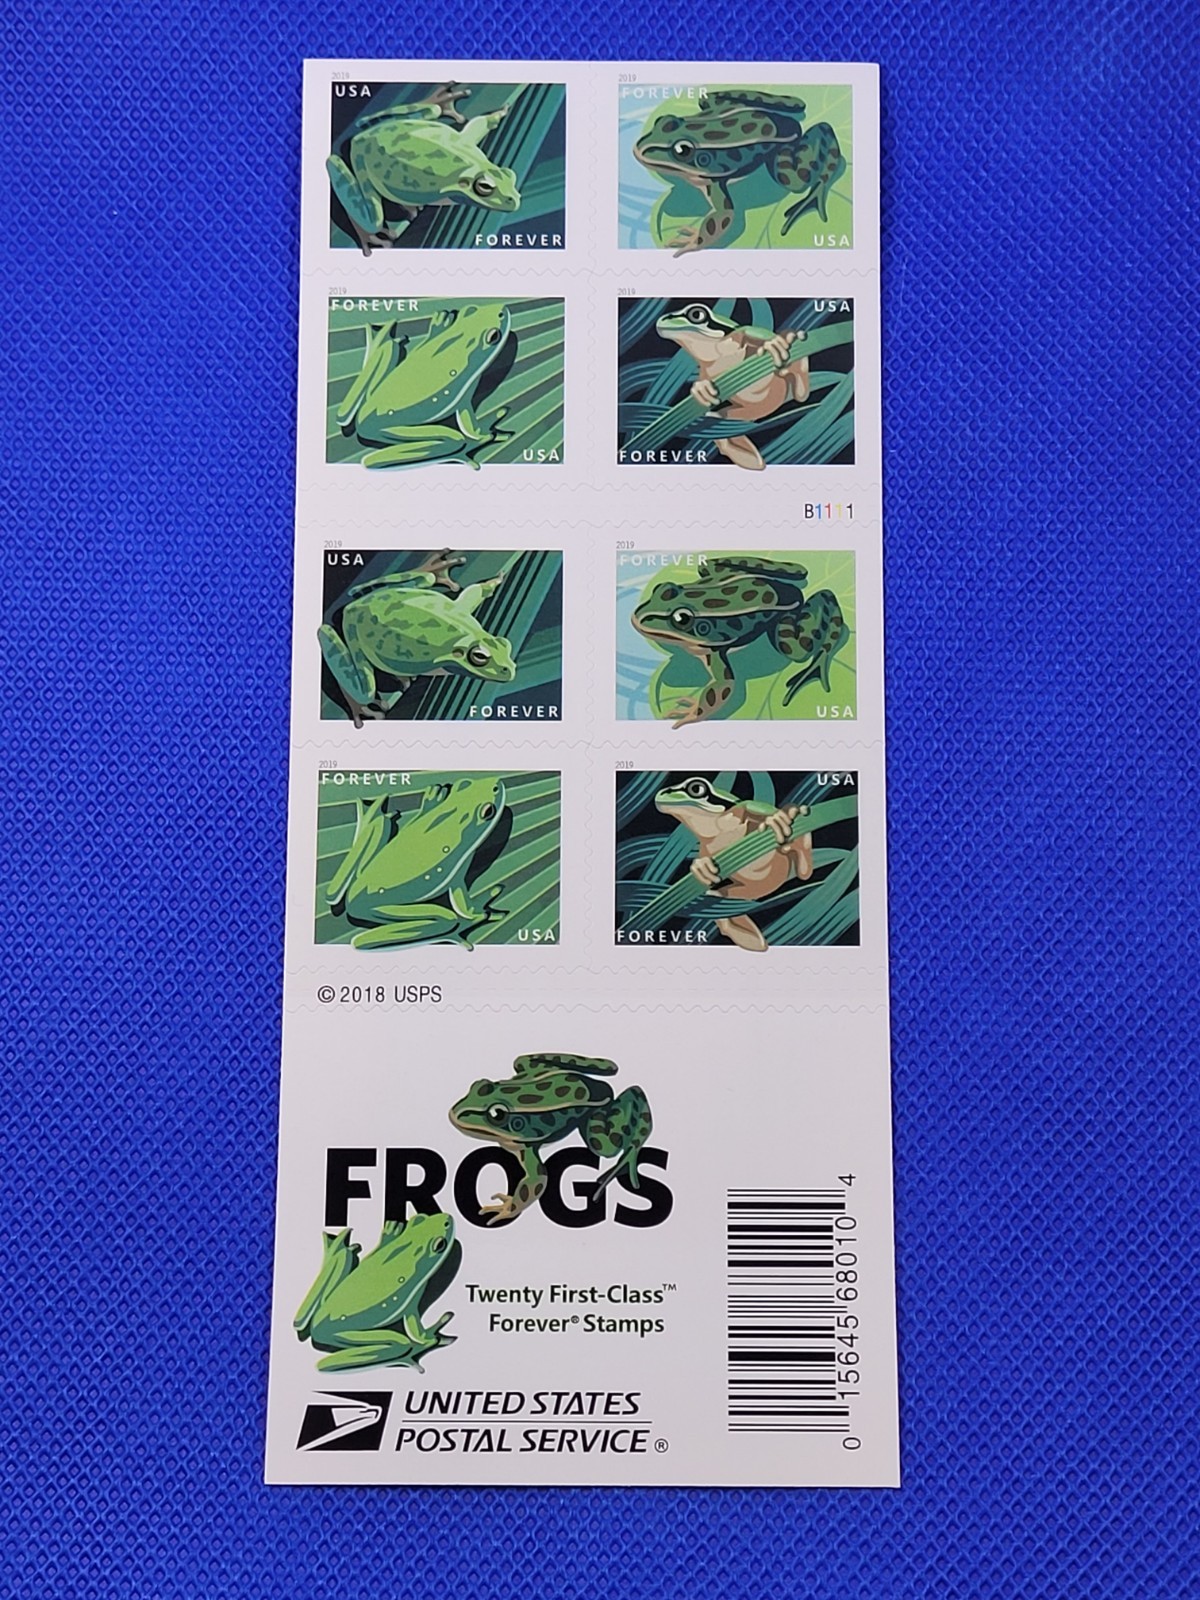 2019
USA
FOREVER
2019
FOREVER
USA
2019
FOREVER
USA
2019
USA
FOREVER
B1111
2019
USA
FOREVER
2019
FOREVER
USA
2019
FOREVER
USA
USA
FOREVER
© 2018 USPS
FROGS
Twenty First-Class™
Forever® Stamps
UNITED STATES
POSTAL SERVICE®
0 15645 68010 4